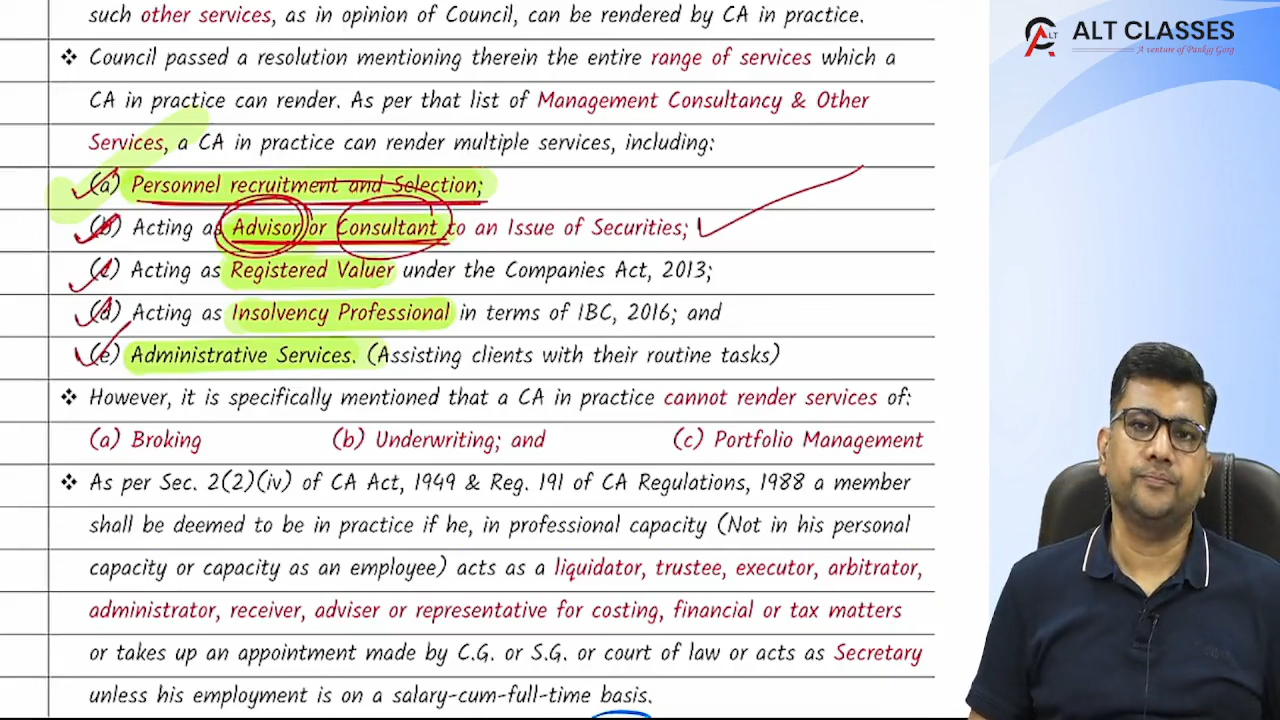 such other services, as in opinion of Council, can be rendered by CA in practice.
❖ Council passed a resolution mentioning therein the entire range of services which a
CA in practice can render. As per that list of Management Consultancy & Other
Services, a CA in practice can render multiple services, including:
(a) Personnel recruitment and Selection;
(b) Acting as Advisor or Consultant to an Issue of Securities;
(c) Acting as Registered Valuer under the Companies Act, 2013;
(d) Acting as Insolvency Professional in terms of IBC, 2016; and
(e) Administrative Services. (Assisting clients with their routine tasks)
❖ However, it is specifically mentioned that a CA in practice cannot render services of:
(a) Broking (b) Underwriting; and (c) Portfolio Management
❖ As per Sec. 2(2)(iv) of CA Act, 1949 & Reg. 191 of CA Regulations, 1988 a member
shall be deemed to be in practice if he, in professional capacity (Not in his personal
capacity or capacity as an employee) acts as a liquidator, trustee, executor, arbitrator,
administrator, receiver, adviser or representative for costing, financial or tax matters
or takes up an appointment made by C.G. or S.G. or court of law or acts as Secretary
unless his employment is on a salary-cum-full-time basis.
ALT
ALT CLASSES
A venture of Pankaj Garg